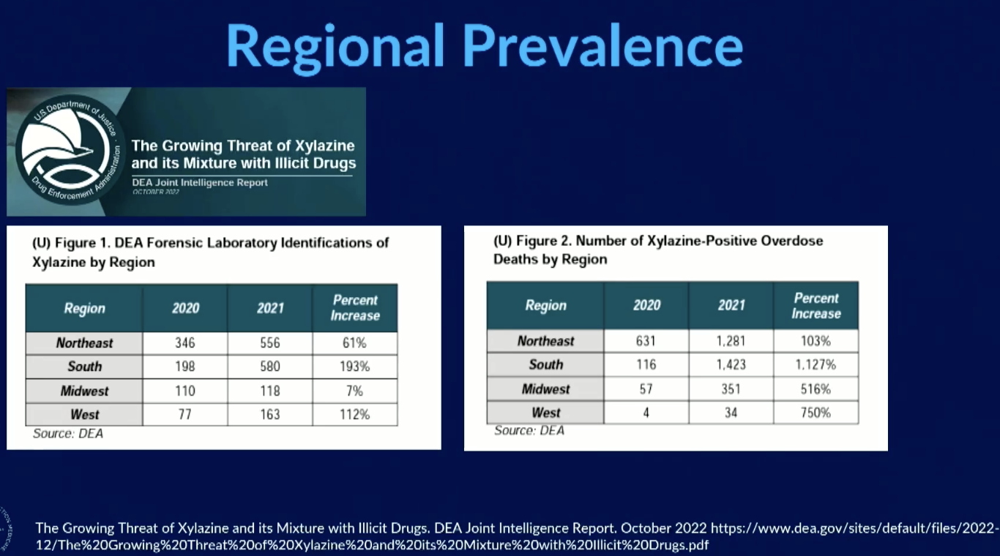 Regional Prevalence
U.S. Department of Justice
Drug Enforcement Administration
The Growing Threat of Xylazine
and its Mixture with Illicit Drugs
DEA Joint Intelligence Report
OCTOBER 2022
(U) Figure 1. DEA Forensic Laboratory Identifications of
Xylazine by Region
Region 2020 2021 Percent Increase
Northeast 346 556 61%
South 198 580 193%
Midwest 110 118 7%
West 77 163 112%
Source: DEA
(U) Figure 2. Number of Xylazine-Positive Overdose
Deaths by Region
Region 2020 2021 Percent Increase
Northeast 631 1,281 103%
South 116 1,423 1,127%
Midwest 57 351 516%
West 4 34 750%
Source: DEA
The Growing Threat of Xylazine and its Mixture with Illicit Drugs. DEA Joint Intelligence Report. October 2022 https://www.dea.gov/sites/default/files/2022-
12/The%20Growing%20Threat%20of%20Xylazine%20and%20its%20Mixture%20with%20Illicit%20Drugs.pdf